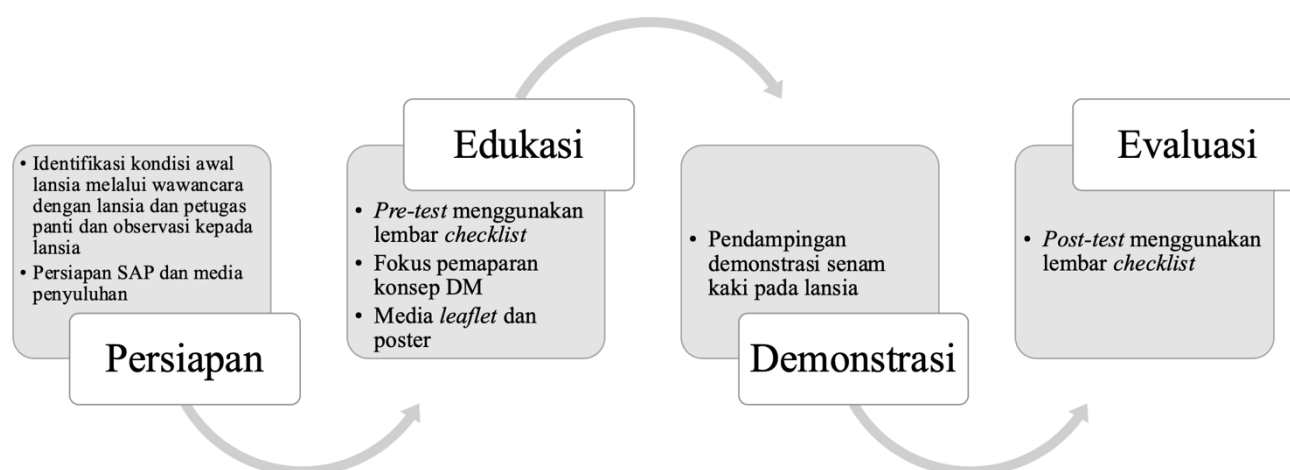 • Identifikasi kondisi awal
lansia melalui wawancara
dengan lansia dan petugas
panti dan observasi kepada
lansia
• Persiapan SAP dan media
penyuluhan
Persiapan
Edukasi
• Pre-test menggunakan
lembar checklist
• Fokus pemaparan
konsep DM
• Media leaflet dan
poster
• Pendampingan
demonstrasi senam
kaki pada lansia
Demonstrasi
Evaluasi
• Post-test menggunakan
lembar checklist